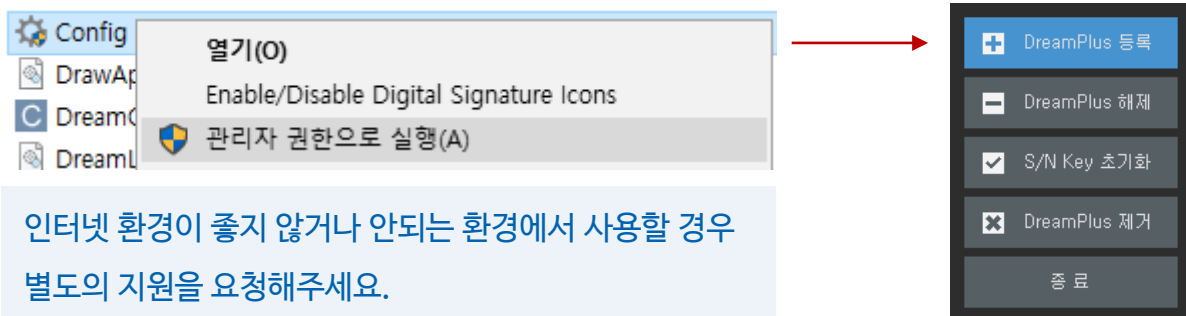 Config
열기(O)
DrawAp
Enable/Disable Digital Signature Icons
Dream
관리자 권한으로 실행(A)
DreamL
인터넷 환경이 좋지 않거나 안되는 환경에서 사용할 경우
별도의 지원을 요청해주세요.
DreamPlus 등록
DreamPlus 해제
S/N Key 초기화
DreamPlus 제거
종 료